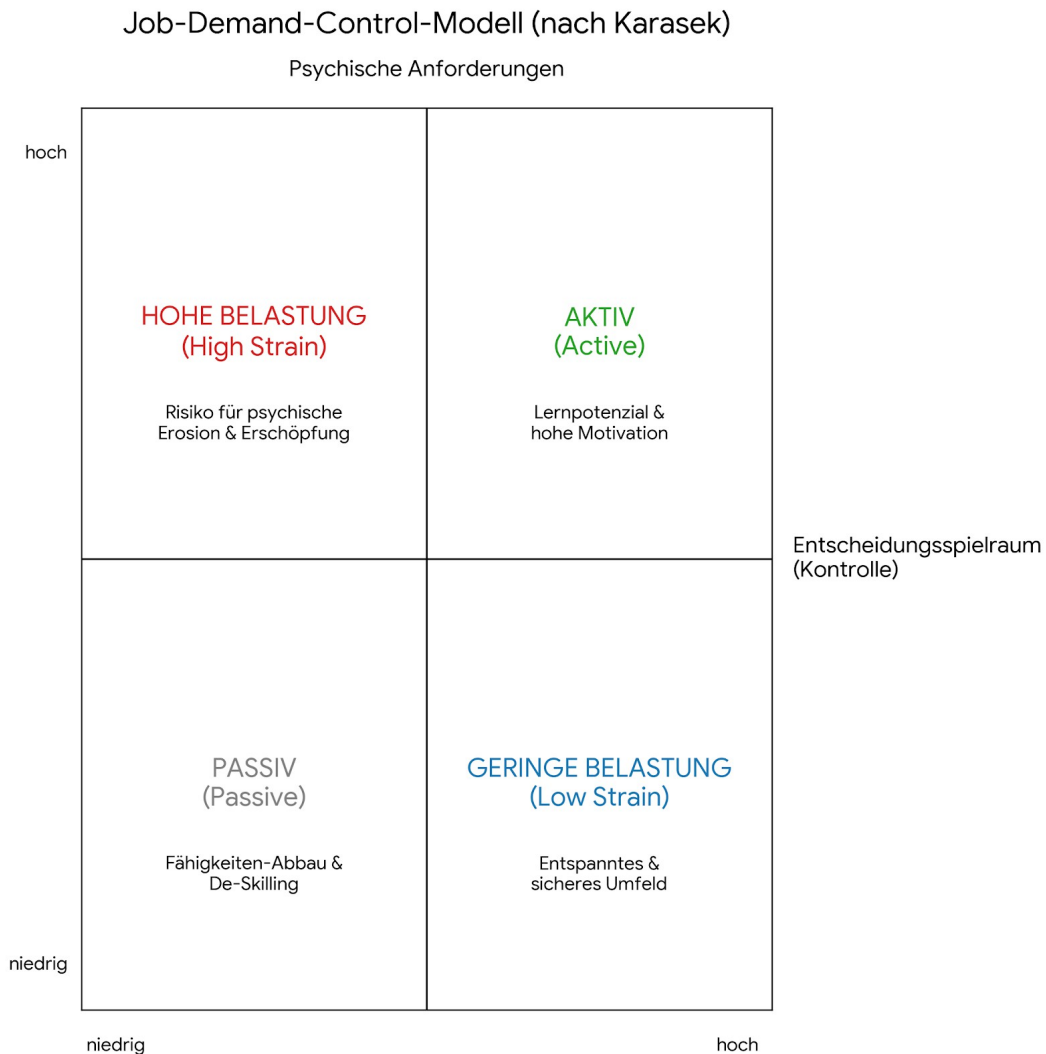 Job-Demand-Control-Modell (nach Karasek)
Psychische Anforderungen
hoch
HOHE BELASTUNG
(High Strain)
Risiko für psychische
Erosion & Erschöpfung
AKTIV
(Active)
Lernpotenzial &
hohe Motivation
Entscheidungsspielraum
(Kontrolle)
PASSIV
(Passive)
Fähigkeiten-Abbau &
De-Skilling
GERINGE BELASTUNG
(Low Strain)
Entspanntes &
sicheres Umfeld
niedrig
niedrig
hoch